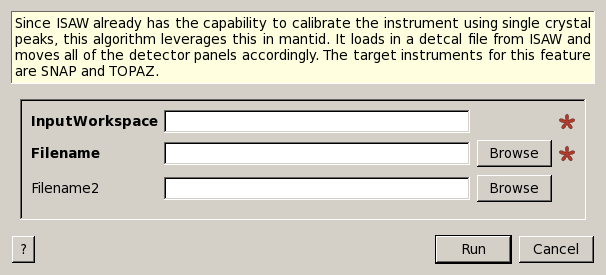 Since ISAW already has the capability to calibrate the instrument using single crystal
peaks, this algorithm leverages this in mantid. It loads in a detcal file from ISAW and
moves all of the detector panels accordingly. The target instruments for this feature
are SNAP and TOPAZ.
InputWorkspace
Filename Browse
Filename2 Browse
? Run Cancel